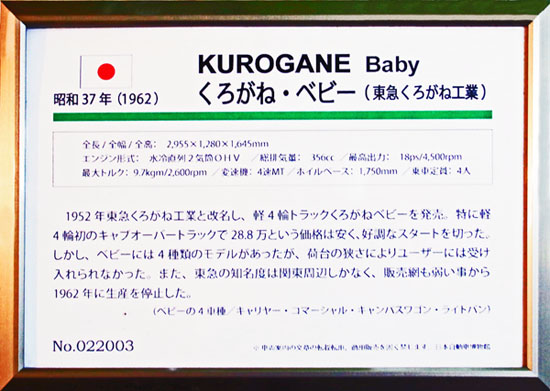 KUROGANE Baby
昭和37年(1962)
くろがね・ベビー(東急くろがね工業)
全長/全幅/全高: 2,955×1,280×1,645mm
エンジン形式: 水冷直列2気筒OHV /総排気量: 356cc /最高出力: 18ps/4,500rpm
最大トルク: 9.7kgm/2,600rpm /変速機: 4速MT/ホイルベース: 1,750mm/乗車定員: 4人
1952年東急くろがね工業と改名し、軽4輪トラックくろがねベビーを発売。特に軽
4輪初のキャブオーバートラックで28.8万という価格は安く、好調なスタートを切った。
しかし、ベビーには4種類のモデルがあったが、荷台の狭さによりユーザーには受け
入れられなかった。また、東急の知名度は関東周辺しかなく、販売網も弱い事から
1962年に生産を停止した。
(ベビーの4車種/キャリヤー・コマーシャル・キャンバスワゴン・ライトバン)
No.022003
日本自動車博物館